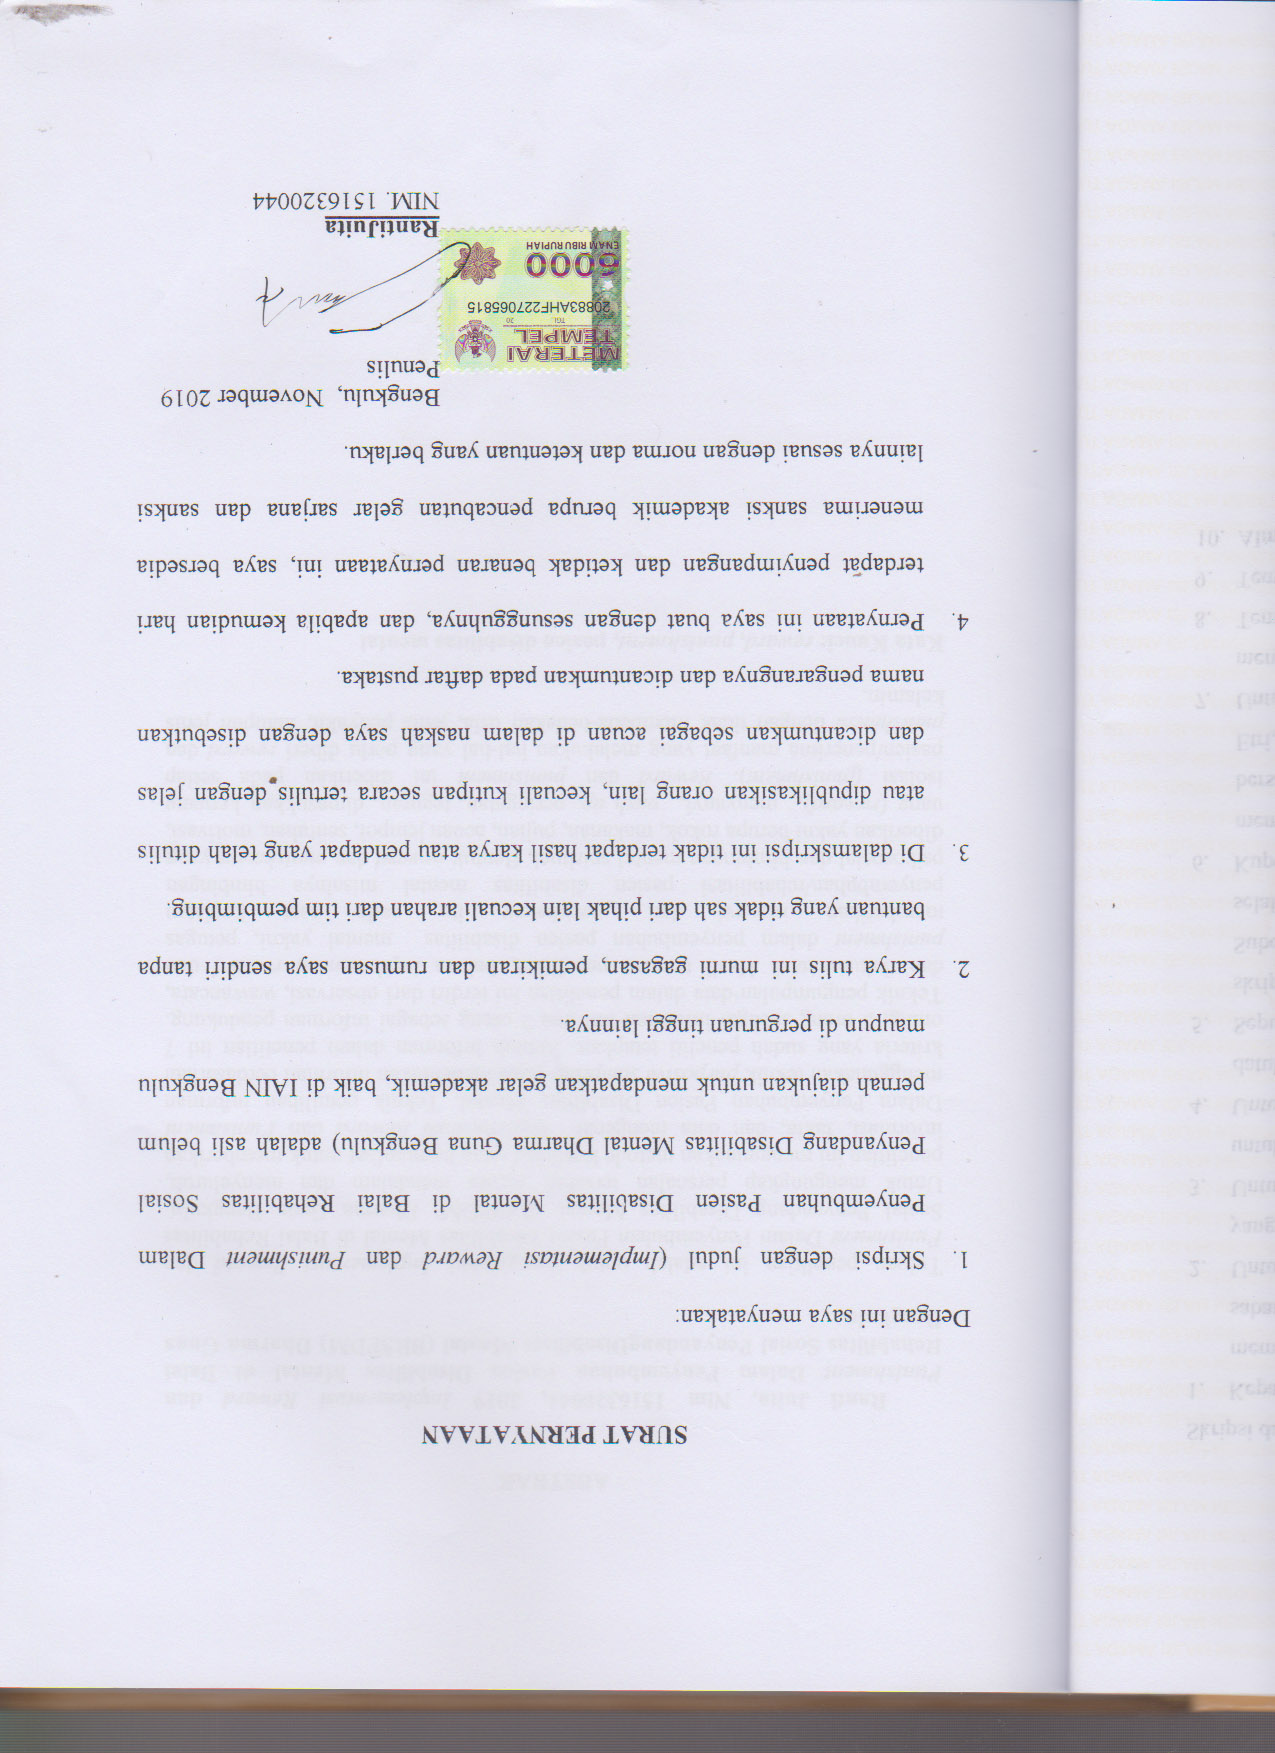 SURAT PERNYATAAN
Dengan ini saya menyatakan:
1. Skripsi dengan judul (Implementasi Reward dan Punishment Dalam
Penyembuhan Pasien Disabilitas Mental di Balai Rehabilitas Sosial
Penyandang Disabilitas Mental Dharma Guna Bengkulu) adalah asli belum
pernah diajukan untuk mendapatkan gelar akademik, baik di IAIN Bengkulu
maupun di perguruan tinggi lainnya.
2. Karya tulis ini murni gagasan, pemikiran dan rumusan saya sendiri tanpa
bantuan yang tidak sah dari pihak lain kecuali arahan dari tim pembimbing.
3. Di dalamskripsi ini tidak terdapat hasil karya atau pendapat yang telah ditulis
atau dipublikasikan orang lain, kecuali kutipan secara tertulis dengan jelas
dan dicantumkan sebagai acuan di dalam naskah saya dengan disebutkan
nama pengarangnya dan dicantumkan pada daftar pustaka.
4. Pernyataan ini saya buat dengan sesungguhnya, dan apabila kemudian hari
terdapat penyimpangan dan ketidak benaran pernyataan ini, saya bersedia
menerima sanksi akademik berupa pencabutan gelar sarjana dan sanksi
lainnya sesuai dengan norma dan ketentuan yang berlaku.
Bengkulu, November 2019
Penulis
METERAI
TEMPEL
TGL 20
20883AHF227065815
6000
ENAM RIBU RUPIAH
RantiJuita
NIM. 1516320044